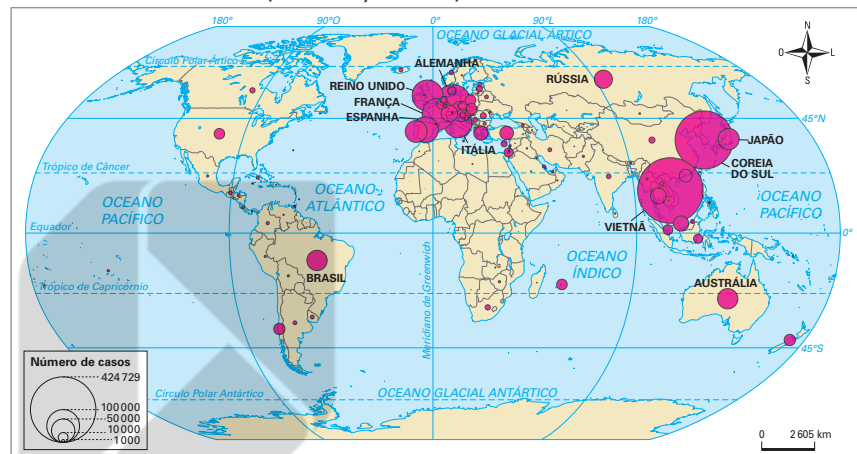 180°
90°O
0°
90°L
180°
OCEANO GLACIAL ÁRTICO
Círculo Polar Ártico
ALEMANHA
REINO UNIDO
FRANÇA
ESPANHA
ITÁLIA
RÚSSIA
N
O
L
S
45°N
JAPÃO
COREIA
DO SUL
Trópico de Câncer
OCEANO
PACÍFICO
OCEANO
ATLÂNTICO
OCEANO
PACÍFICO
VIETNÃ
Equador
0°
OCEANO
ÍNDICO
BRASIL
AUSTRÁLIA
Trópico de Capricórnio
Meridiano de Greenwich
45°S
Número de casos
424 729
100 000
50 000
10 000
1 000
Círculo Polar Antártico
OCEANO GLACIAL ANTÁRTICO
0
2 605 km